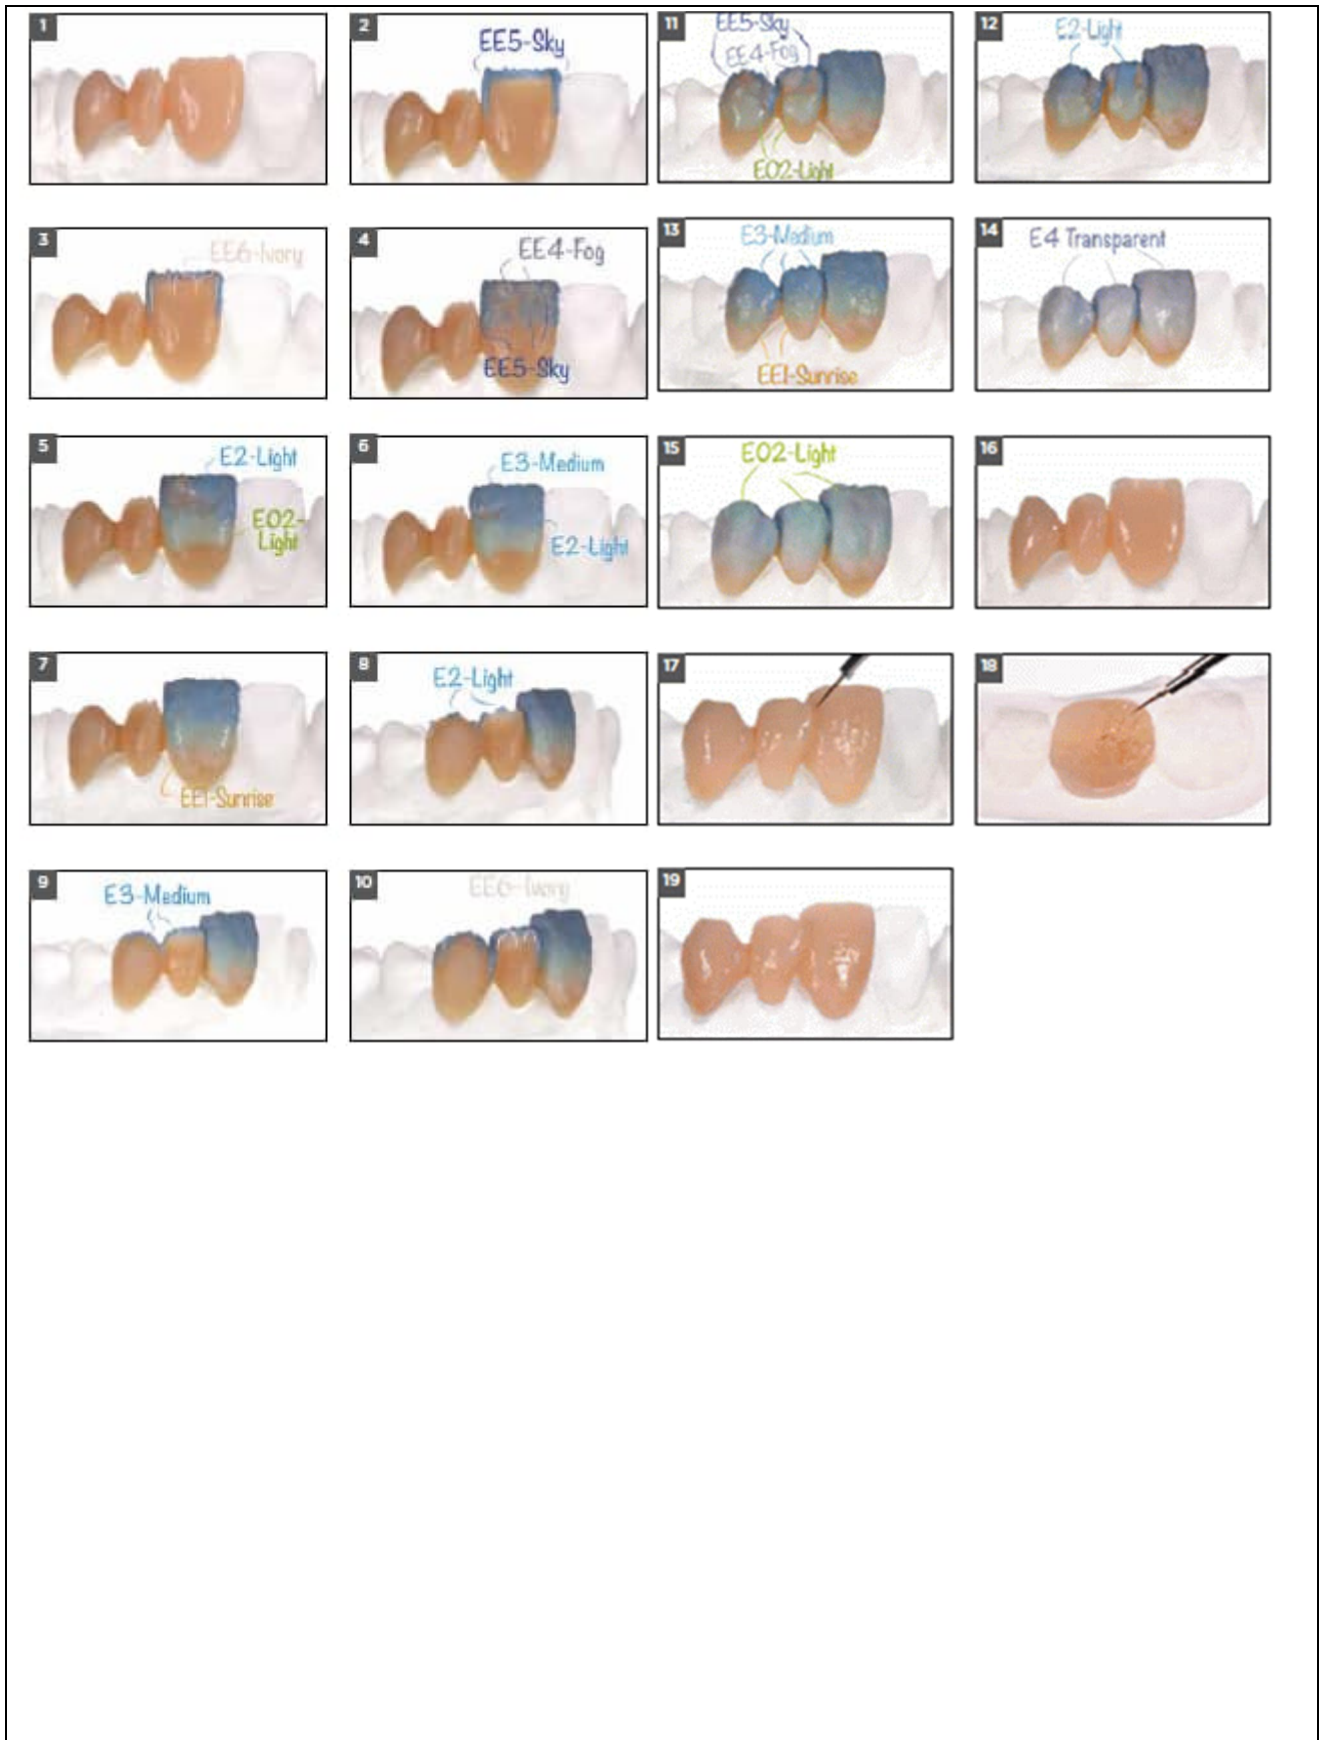 1
2
EE5-Sky
3
EE6-Ivory
4
EE4-Fog
EE5-Sky
5
E2-Light
EO2-
Light
6
E3-Medium
E2-Light
7
EE1-Sunrise
8
E2-Light
9
E3-Medium
10
EE6-Ivory
11
EE5-Sky
EE4-Fog
EO2-Light
12
E2-Light
13
E3-Medium
EE1-Sunrise
14
E4 Transparent
15
EO2-Light
16
17
18
19